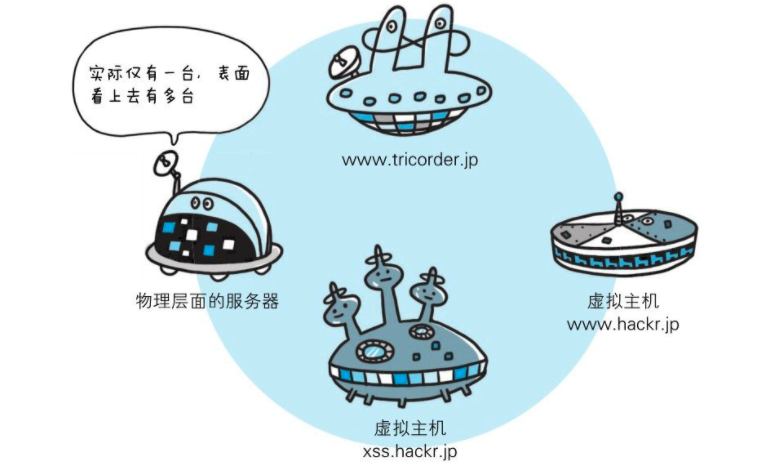 实际仅有一台，表面
看上去有多台
www.tricorder.jp
物理层面的服务器
虚拟主机
www.hackr.jp
虚拟主机
xss.hackr.jp